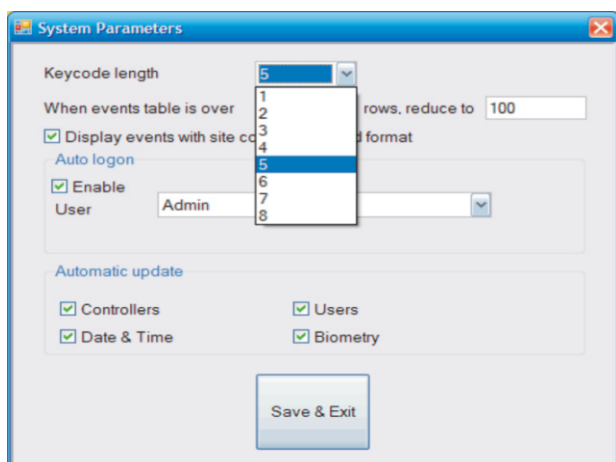 System Parameters
Keycode length 5
1
When events table is over rows, reduce to 100
2
3
Display events with site co d format
4
Auto logon
5
Enable
6
User Admin
7
8
Automatic update
Controllers Users
Date & Time Biometry
Save & Exit